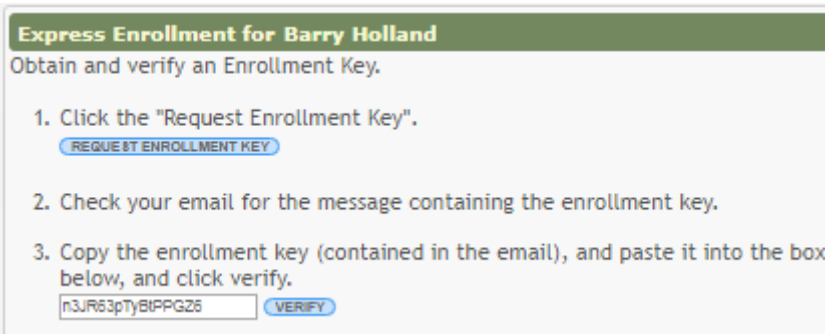 Express Enrollment for Barry Holland
Obtain and verify an Enrollment Key.
1. Click the "Request Enrollment Key".
REQUEST ENROLLMENT KEY
2. Check your email for the message containing the enrollment key.
3. Copy the enrollment key (contained in the email), and paste it into the box
below, and click verify.
n3JR63pTyBtPPGZ6 VERIFY